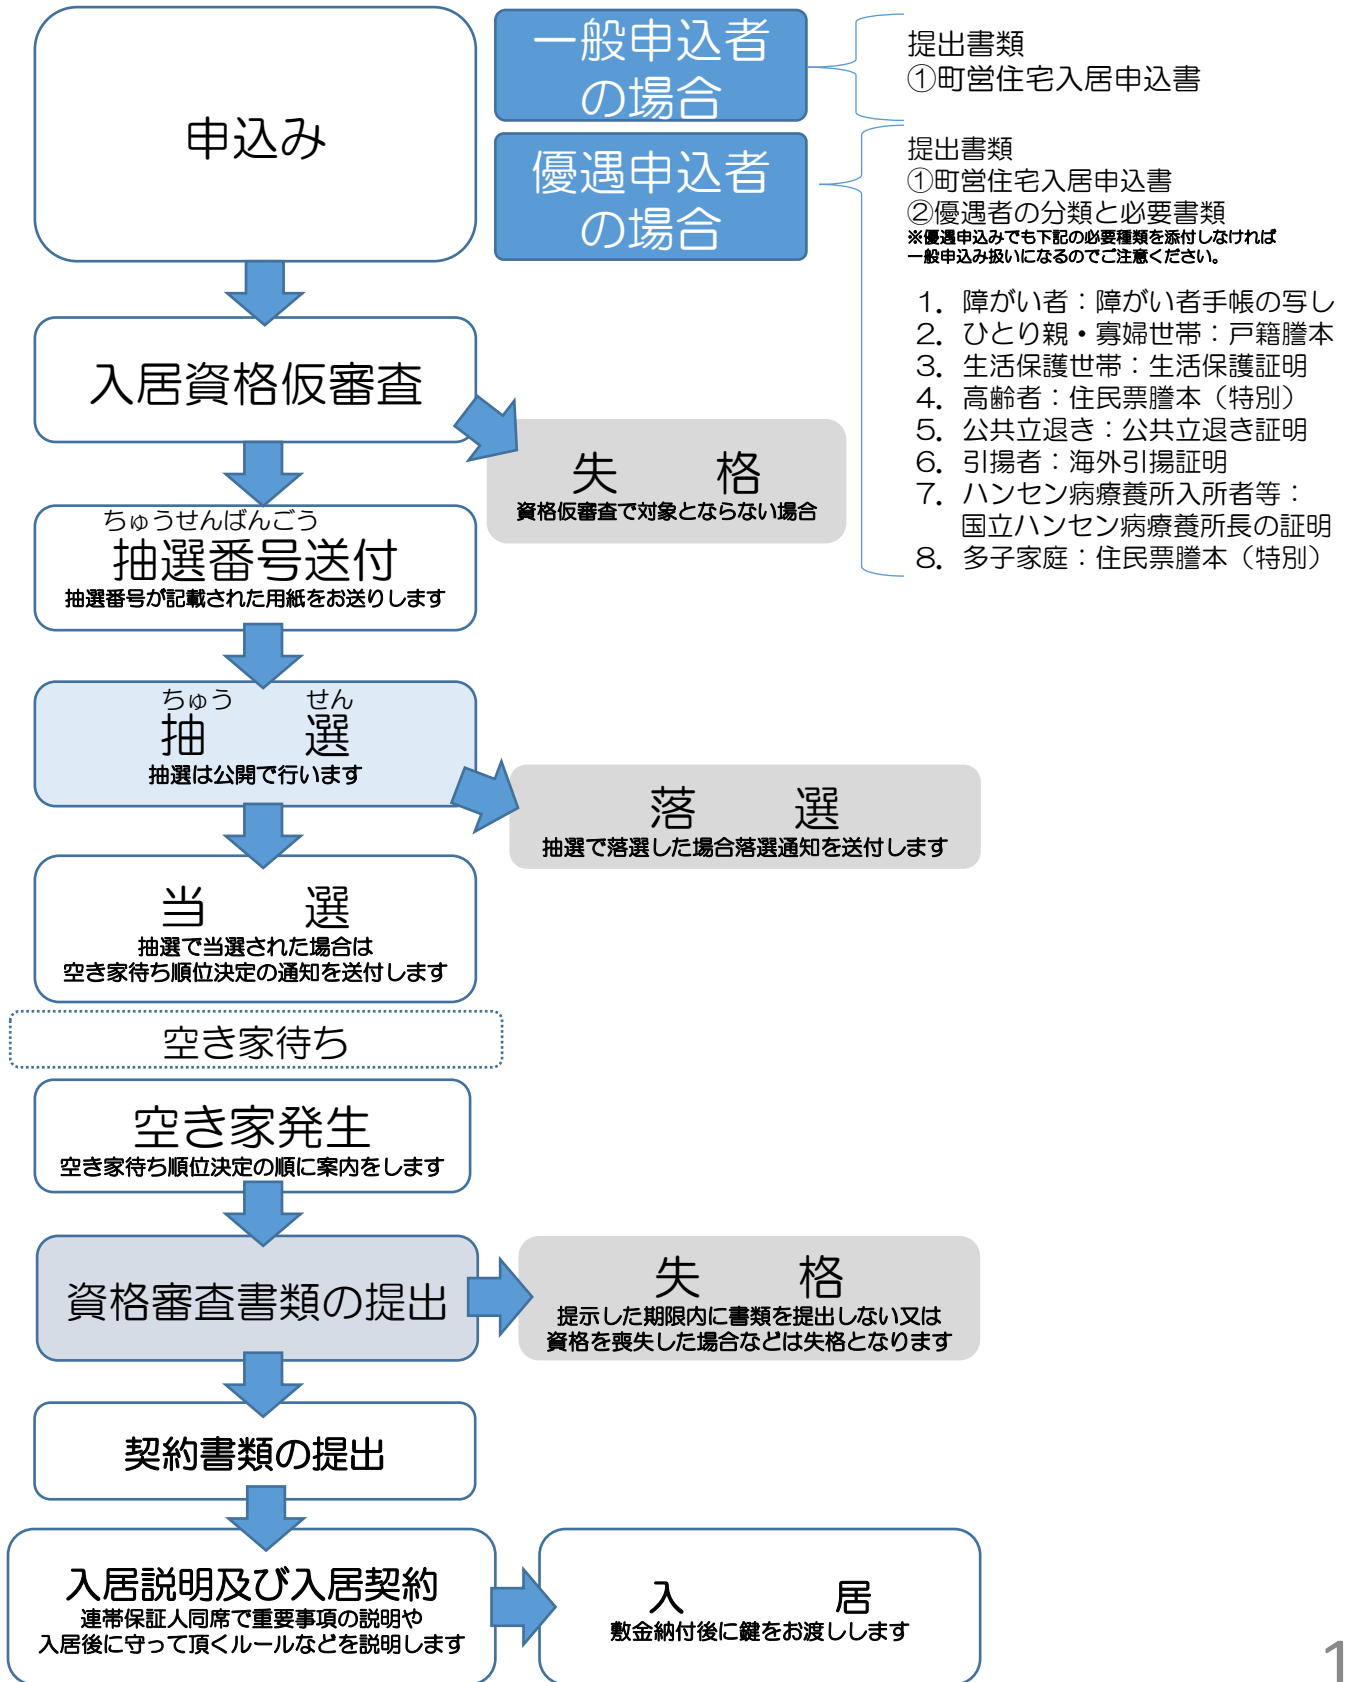 申込み
一般申込者
の場合
提出書類
①町営住宅入居申込書
優遇申込者
の場合
提出書類
①町営住宅入居申込書
②優遇者の分類と必要書類
※優遇申込みでも下記の必要種類を添付しなければ
一般申込み扱いになるのでご注意ください。
1．障がい者：障がい者手帳の写し
2．ひとり親・寡婦世帯：戸籍謄本
3．生活保護世帯：生活保護証明
4．高齢者：住民票謄本（特別）
5．公共立退き：公共立退き証明
6．引揚者：海外引揚証明
7．ハンセン病療養所入所者等：
国立ハンセン病療養所長の証明
8．多子家庭：住民票謄本（特別）
入居資格仮審査
失　格
資格仮審査で対象とならない場合
ちゅうせんばんごう
抽選番号送付
抽選番号が記載された用紙をお送りします
ちゅう　せん
抽　選
抽選は公開で行います
落　選
抽選で落選した場合落選通知を送付します
当　選
抽選で当選された場合は
空き家待ち順位決定の通知を送付します
空き家待ち
空き家発生
空き家待ち順位決定の順に案内をします
資格審査書類の提出
失　格
提示した期限内に書類を提出しない又は
資格を喪失した場合などは失格となります
契約書類の提出
入居説明及び入居契約
連帯保証人同席で重要事項の説明や
入居後に守って頂くルールなどを説明します
入　居
敷金納付後に鍵をお渡しします
1